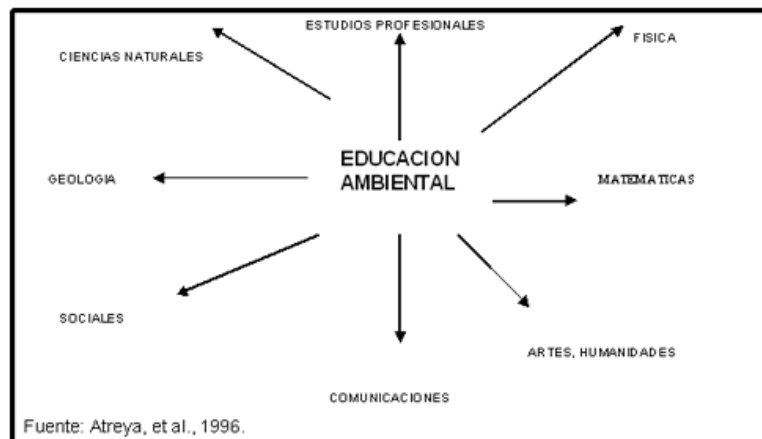 ESTUDIOS PROFESIONALES
CIENCIAS NATURALES
FISICA
EDUCACION
AMBIENTAL
GEOLOGIA
MATEMATICAS
SOCIALES
ARTES, HUMANIDADES
COMUNICACIONES
Fuente: Atreya, et al., 1996.